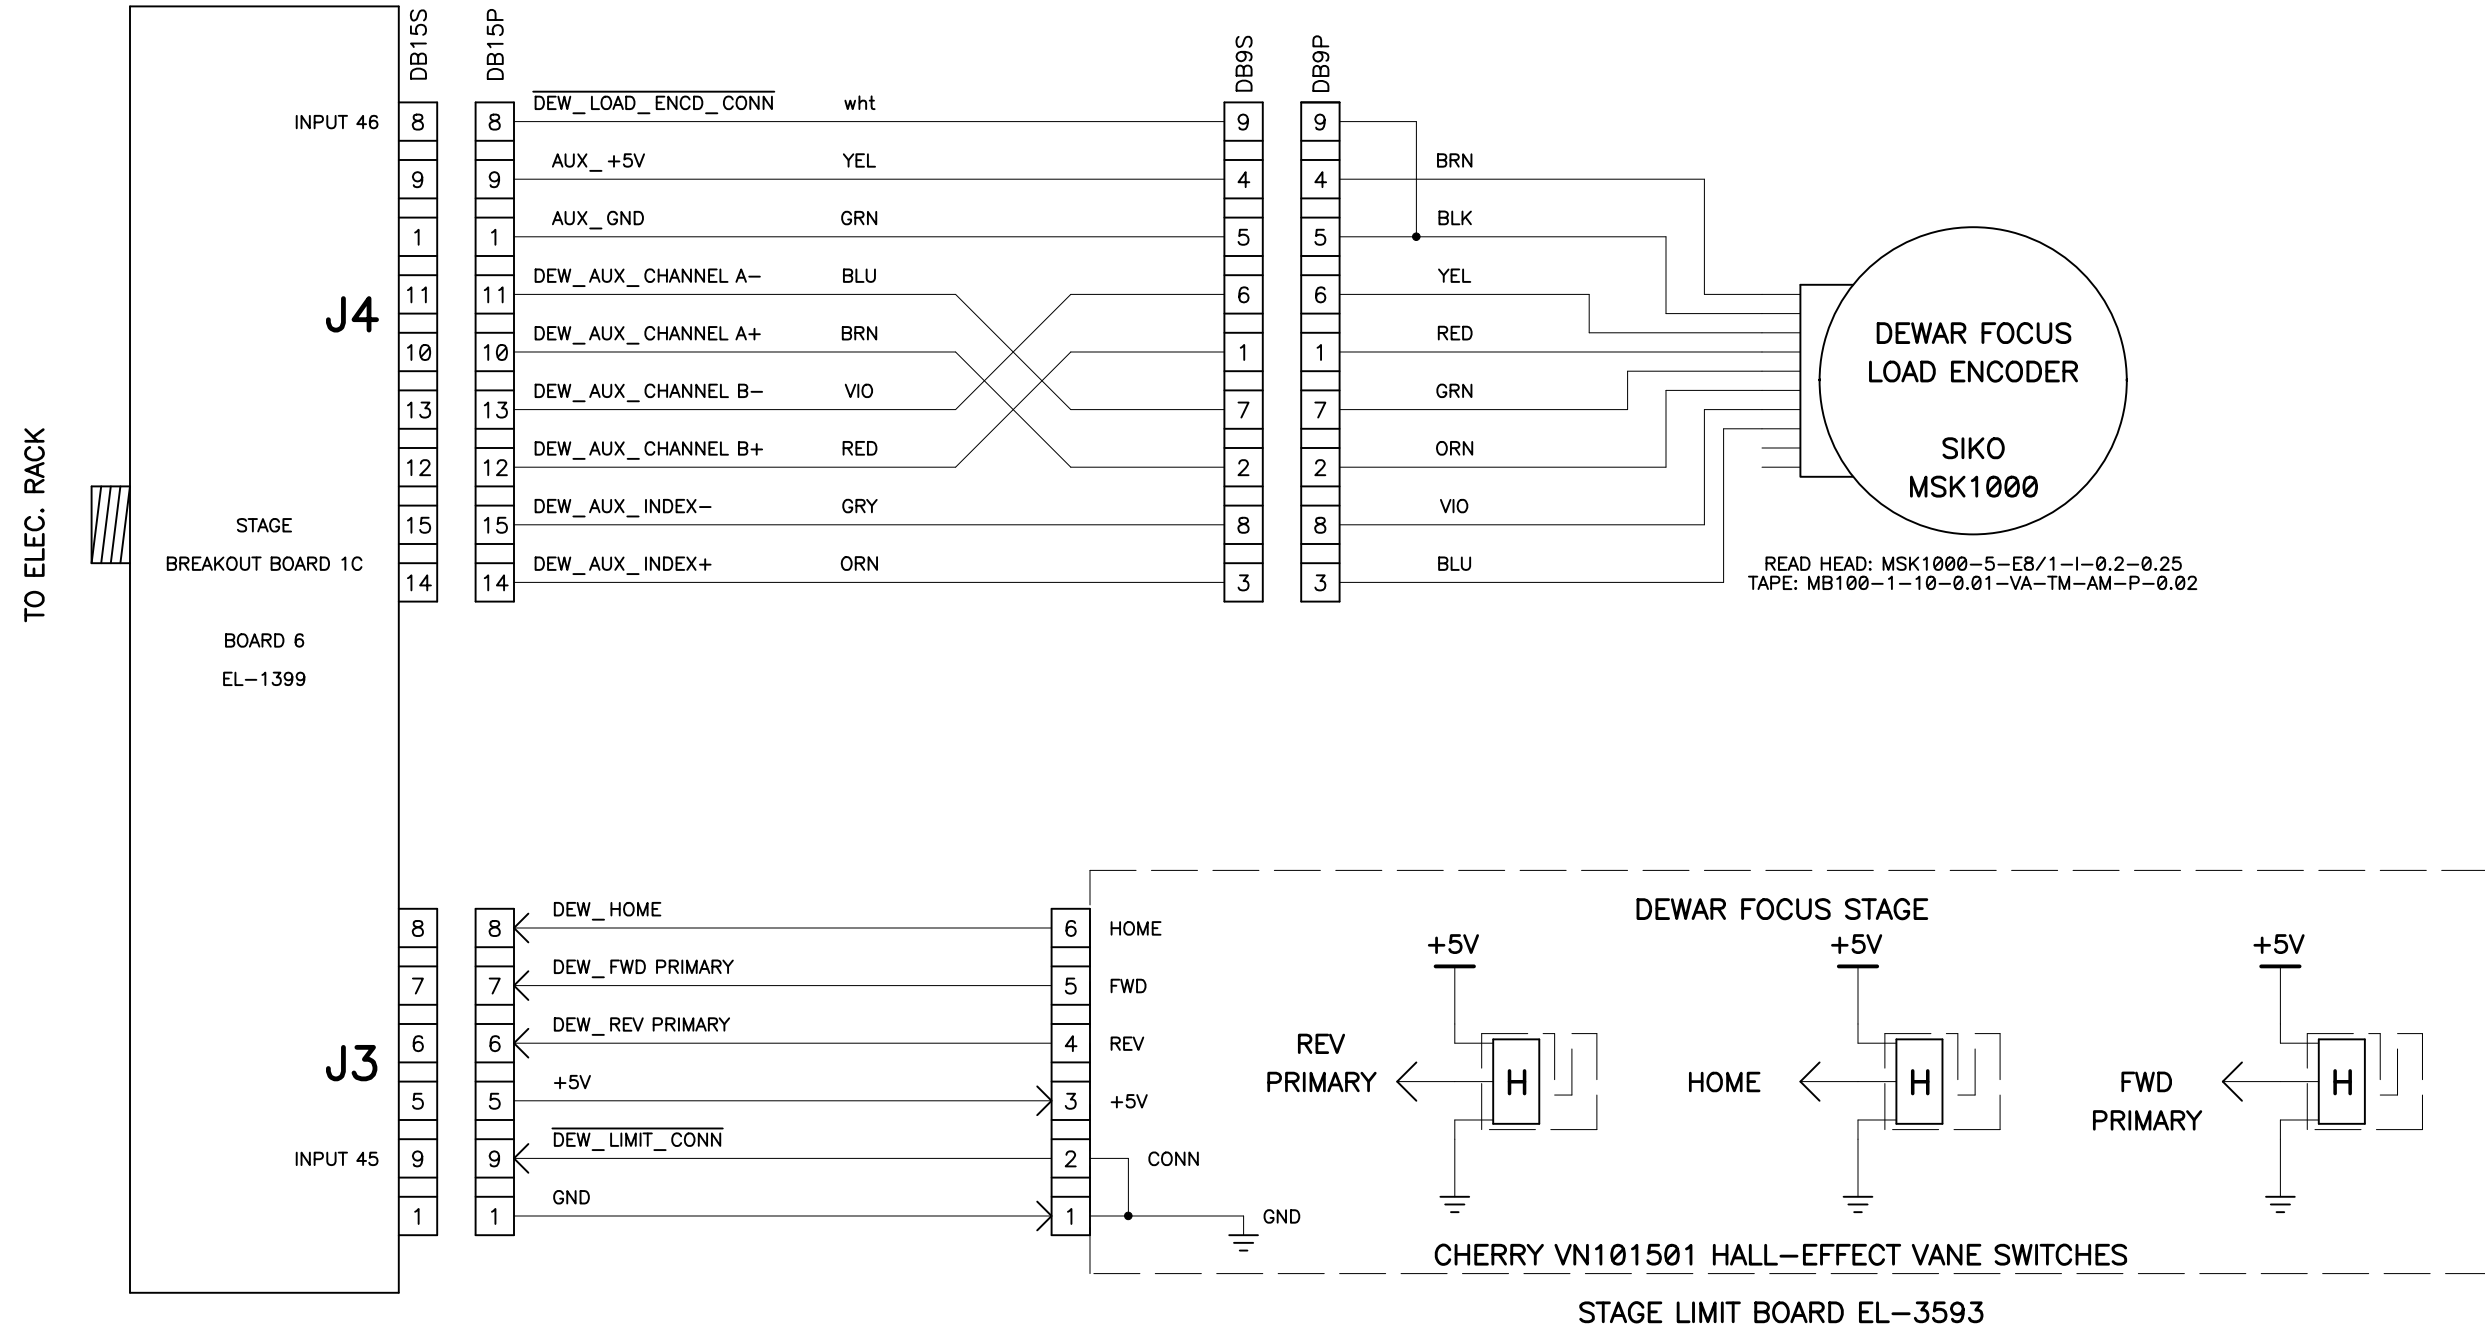 TO ELEC. RACK
DB15S
DB15P
DB9S
DB9P
INPUT 46
8 8 DEW_LOAD_ENCD_CONN wht 9 9
9 9 AUX_+5V YEL 4 4 BRN
1 1 AUX_GND GRN 5 5 BLK
J4
11 11 DEW_AUX_CHANNEL A- BLU 6 6 YEL
10 10 DEW_AUX_CHANNEL A+ BRN 1 1 RED
13 13 DEW_AUX_CHANNEL B- VIO 7 7 GRN
12 12 DEW_AUX_CHANNEL B+ RED 2 2 ORN
15 15 DEW_AUX_INDEX- GRY 8 8 VIO
14 14 DEW_AUX_INDEX+ ORN 3 3 BLU
DEWAR FOCUS
LOAD ENCODER
SIKO
MSK1000
READ HEAD: MSK1000-5-E8/1-I-0.2-0.25
TAPE: MB100-1-10-0.01-VA-TM-AM-P-0.02
STAGE
BREAKOUT BOARD 1C
BOARD 6
EL-1399
J3
8 8 DEW_HOME 6 HOME
7 7 DEW_FWD PRIMARY 5 FWD
6 6 DEW_REV PRIMARY 4 REV
5 5 +5V 3 +5V
INPUT 45 9 9 DEW_LIMIT_CONN 2 CONN
1 1 GND 1 GND
DEWAR FOCUS STAGE
+5V +5V +5V
REV
PRIMARY
H
HOME
H
FWD
PRIMARY
H
CHERRY VN101501 HALL-EFFECT VANE SWITCHES
STAGE LIMIT BOARD EL-3593